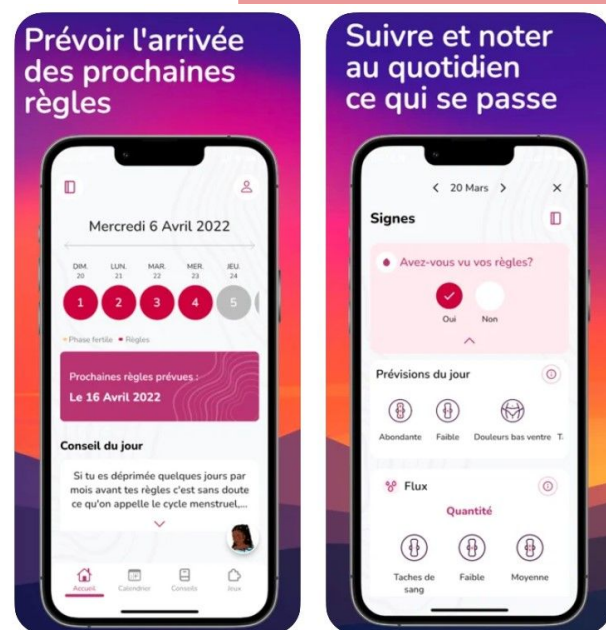 Prévoir l'arrivée
des prochaines
règles
Mercredi 6 Avril 2022
DIM. LUN. MAR. MER. JEU.
20 21 22 23 24
1 2 3 4 5
Phase fertile Règles
Prochaines règles prévues :
Le 16 Avril 2022
Conseil du jour
Si tu es déprimée quelques jours par
mois avant tes règles c'est sans doute
ce qu'on appelle le cycle menstruel,...
Accueil Calendrier Conseils Jeux
Suivre et noter
au quotidien
ce qui se passe
< 20 Mars > ×
Signes
Avez-vous vu vos règles?
Oui Non
Prévisions du jour
Abondante Faible Douleurs bas ventre T
Flux
Quantité
Taches de Faible Moyenne
sang